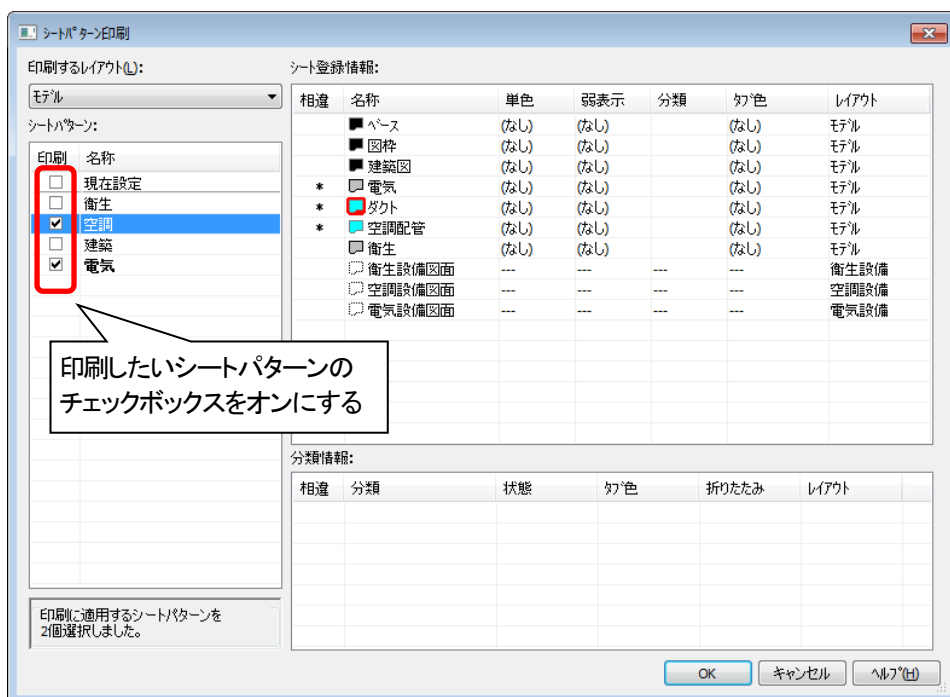 シートパターン印刷
印刷するレイアウト(L):
モデル
シートパターン:
印刷 名称
現在設定
衛生
空調
建築
電気
印刷したいシートパターンの
チェックボックスをオンにする
印刷に適用するシートパターンを
2個選択しました。
シート登録情報:
相違 名称 単色 弱表示 分類 タブ色 レイアウト
ベース (なし) (なし) (なし) モデル
図枠 (なし) (なし) (なし) モデル
建築図 (なし) (なし) (なし) モデル
* 電気 (なし) (なし) (なし) モデル
* ダクト (なし) (なし) (なし) モデル
* 空調配管 (なし) (なし) (なし) モデル
衛生 (なし) (なし) (なし) モデル
衛生設備図面 --- --- --- --- 衛生設備
空調設備図面 --- --- --- --- 空調設備
電気設備図面 --- --- --- --- 電気設備
分類情報:
相違 分類 状態 タブ色 折りたたみ レイアウト
OK キャンセル ヘルプ(H)